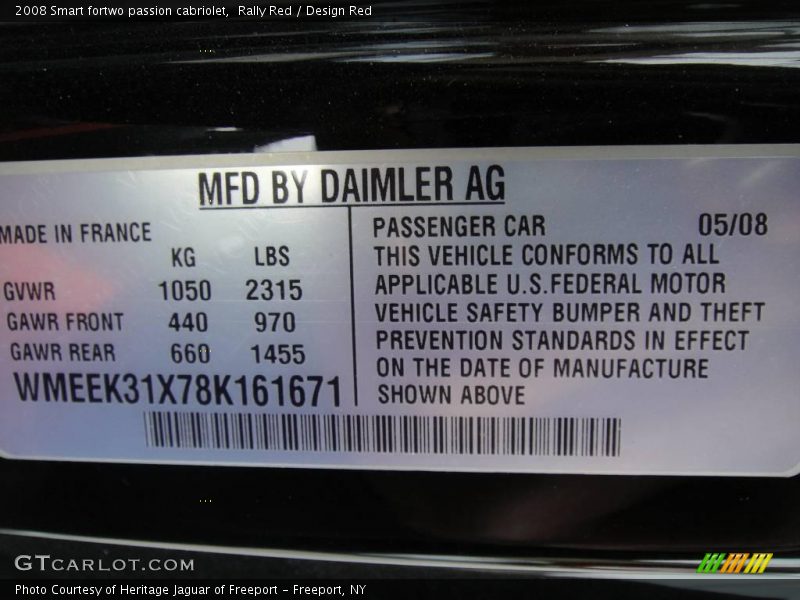 2008 Smart fortwo passion cabriolet,  Rally Red / Design Red
MFD BY DAIMLER AG
MADE IN FRANCE
KG LBS
GVWR 1050 2315
GAWR FRONT 440 970
GAWR REAR 660 1455
WMEEK31X78K161671
PASSENGER CAR 05/08
THIS VEHICLE CONFORMS TO ALL
APPLICABLE U.S.FEDERAL MOTOR
VEHICLE SAFETY BUMPER AND THEFT
PREVENTION STANDARDS IN EFFECT
ON THE DATE OF MANUFACTURE
SHOWN ABOVE
GTCARLOT.COM
Photo Courtesy of Heritage Jaguar of Freeport – Freeport, NY